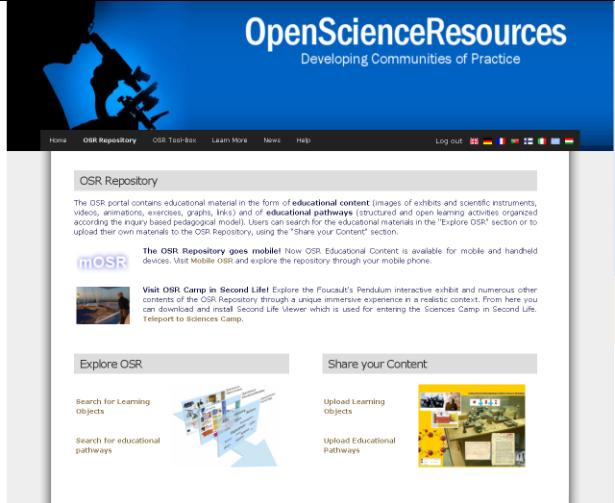 OpenScienceResources
Developing Communities of Practice
Home OSR Repository OSR Tool-Box Learn More News Help Log out
OSR Repository
The OSR portal contains educational material in the form of educational content (images of exhibits and scientific instruments,
videos, animations, exercises, graphs, links) and of educational pathways (structured and open learning activities organized
according the inquiry based pedagogical model). Users can search for the educational materials in the "Explore OSR" section or to
upload their own materials to the OSR Repository, using the "Share your Content" section.
mOSR
The OSR Repository goes mobile! Now OSR Educational Content is available for mobile and handheld
devices. Visit Mobile OSR and explore the repository through your mobile phone.
Visit OSR Camp in Second Life! Explore the Foucault's Pendulum interactive exhibit and numerous other
contents of the OSR Repository through a unique immersive experience in a realistic context. From here you
can download and install Second Life Viewer which is used for entering the Sciences Camp in Second Life.
Teleport to Sciences Camp.
Explore OSR
Search for Learning
Objects
Search for educational
pathways
Share your Content
Upload Learning
Objects
Upload Educational
Pathways